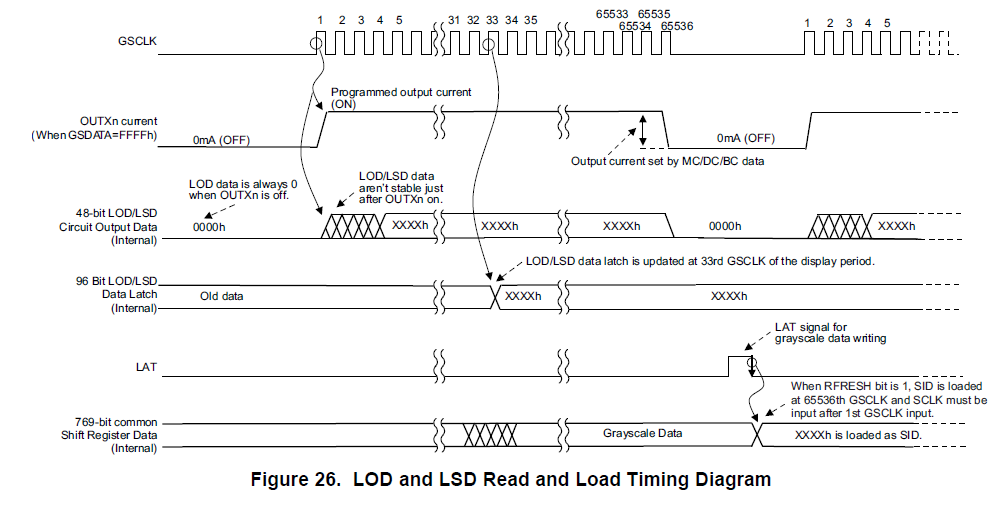 1 2 3 4 5 31 32 33 34 35 65533 65535 1 2 3 4 5
65534 65536
GSCLK
Programmed output current
(ON)
OUTXn current
(When GSDATA=FFFFh)
0mA (OFF)
0mA (OFF)
Output current set by MC/DC/BC data
LOD data is always 0
when OUTXn is off.
LOD/LSD data
aren't stable just
after OUTXn on.
48-bit LOD/LSD
Circuit Output Data
(Internal)
0000h XXXXh XXXXh XXXXh 0000h XXXXh
LOD/LSD data latch is updated at 33rd GSCLK of the display period.
96 Bit LOD/LSD
Data Latch
(Internal)
Old data XXXXh XXXXh
LAT signal for
grayscale data writing
LAT
When RFRESH bit is 1, SID is loaded
at 65536th GSCLK and SCLK must be
input after 1st GSCLK input.
769-bit common
Shift Register Data
(Internal)
Grayscale Data XXXXh is loaded as SID.
Figure 26. LOD and LSD Read and Load Timing Diagram